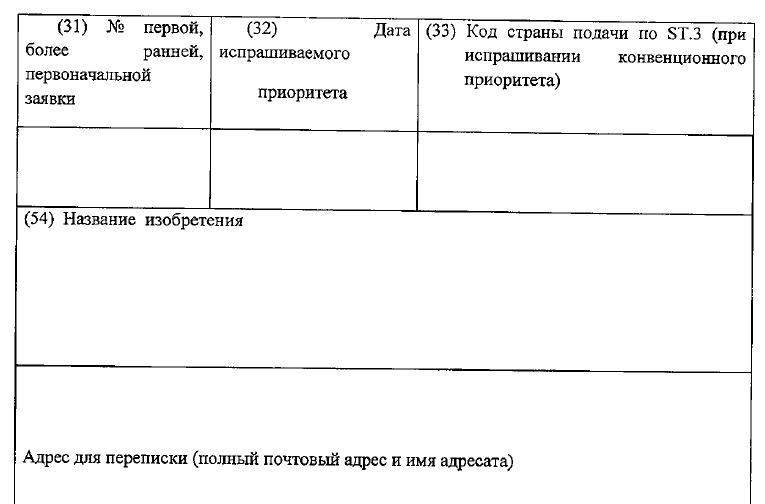 (31) № первой,
более ранней,
первоначальной
заявки
(32) Дата
испрашиваемого
приоритета
(33) Код страны подачи по ST.3 (при
испрашивании конвенционного
приоритета)
(54) Название изобретения
Адрес для переписки (полный почтовый адрес и имя адресата)